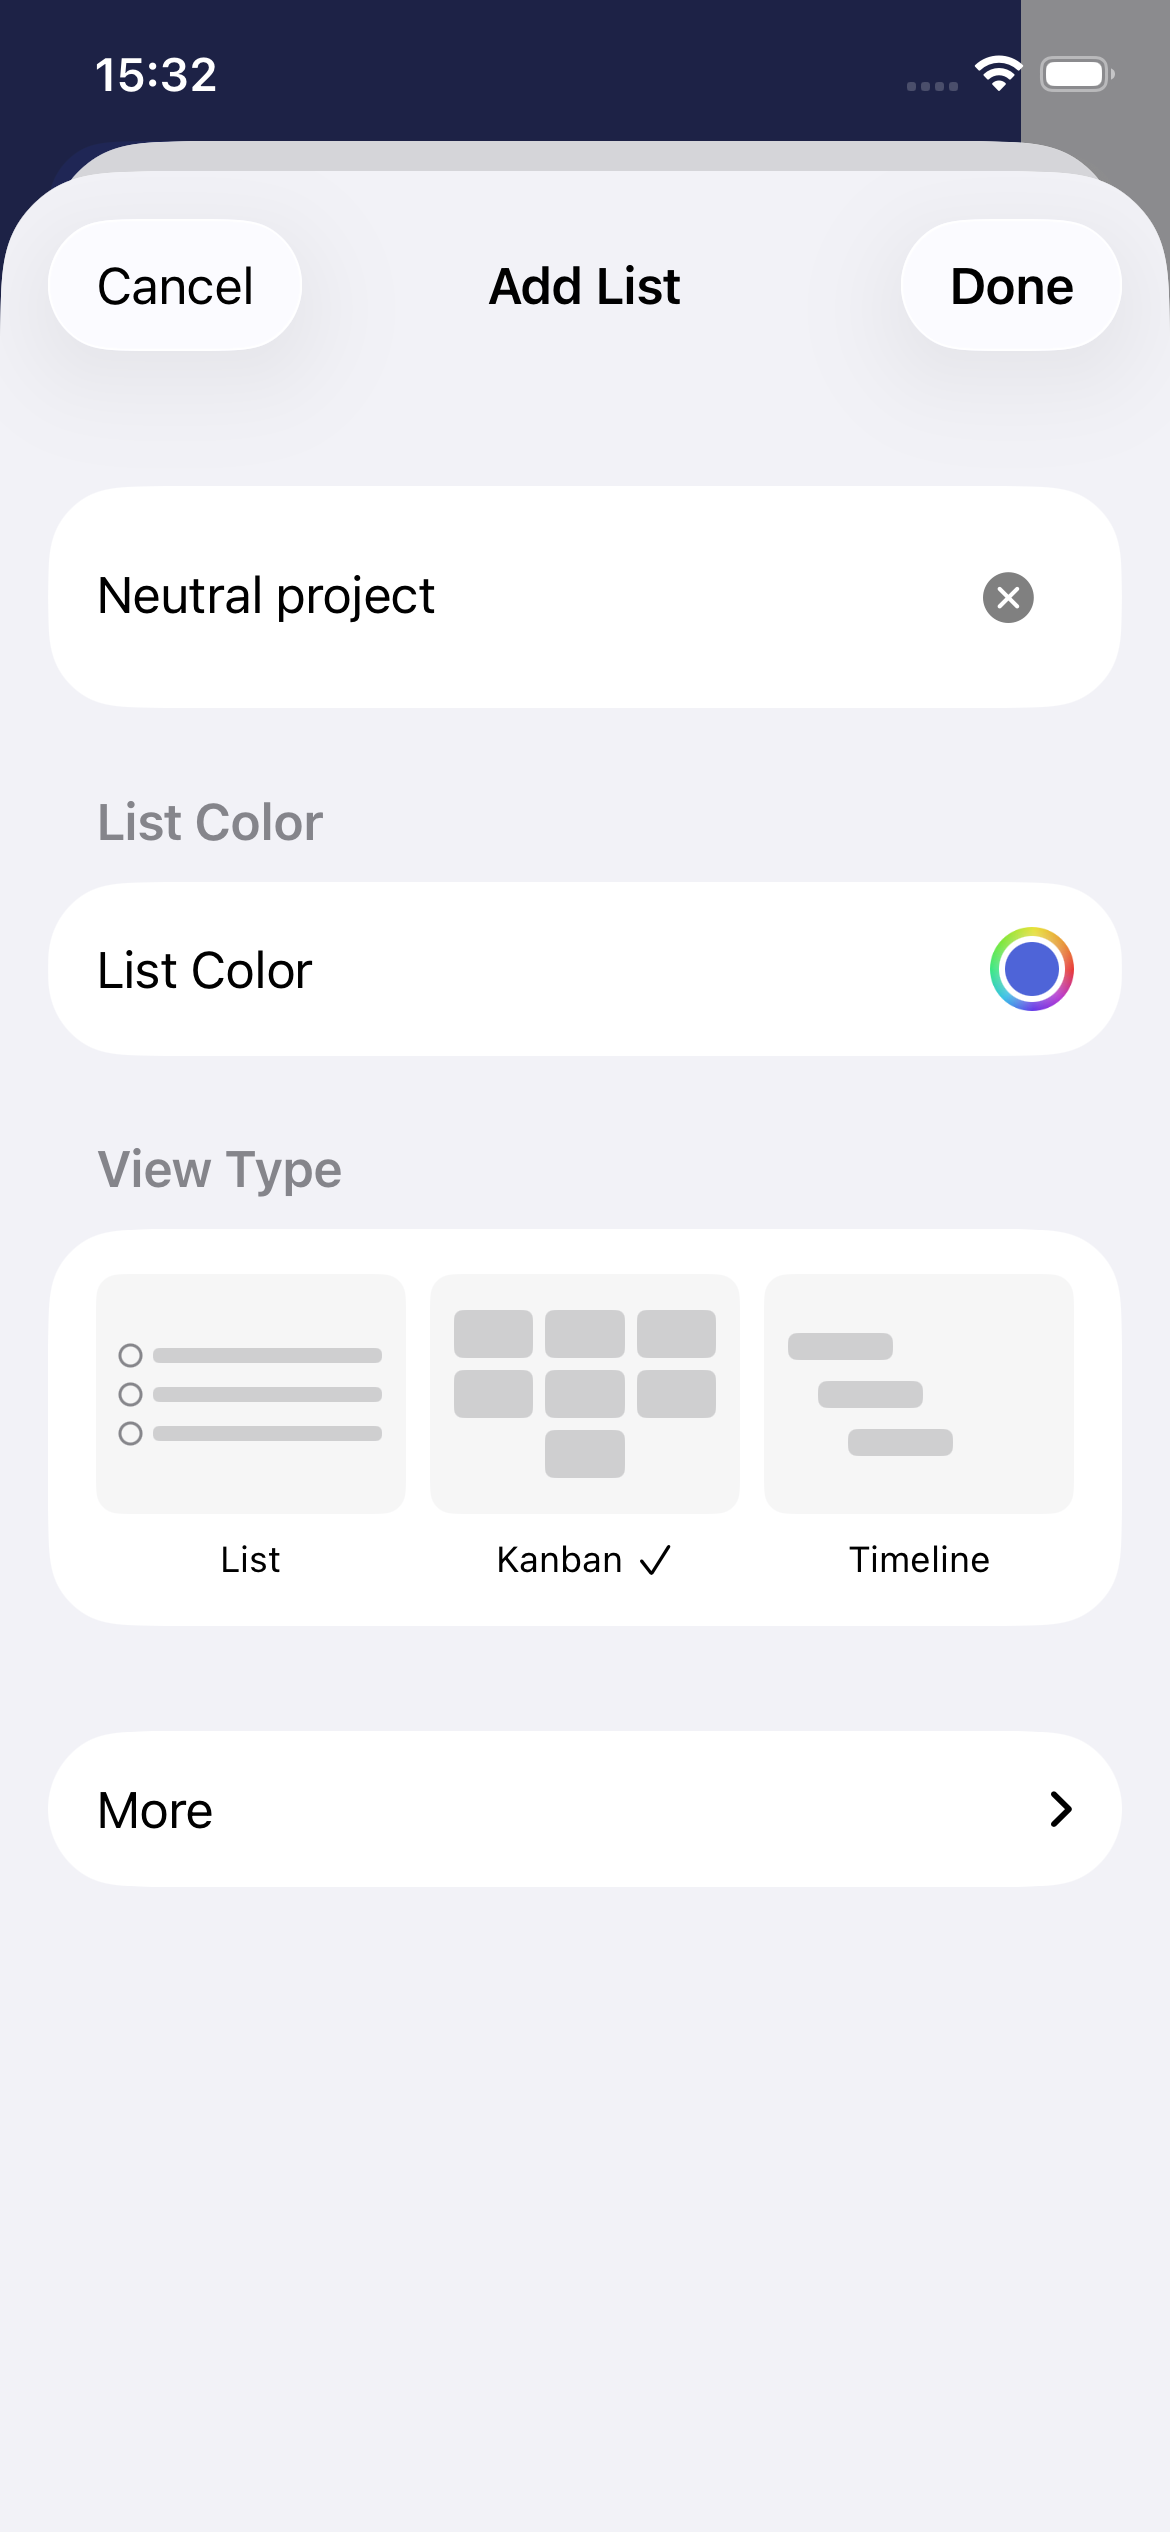 15:32
Cancel
Add List
Done
Neutral project
List Color
List Color
View Type
List
Kanban
Timeline
More